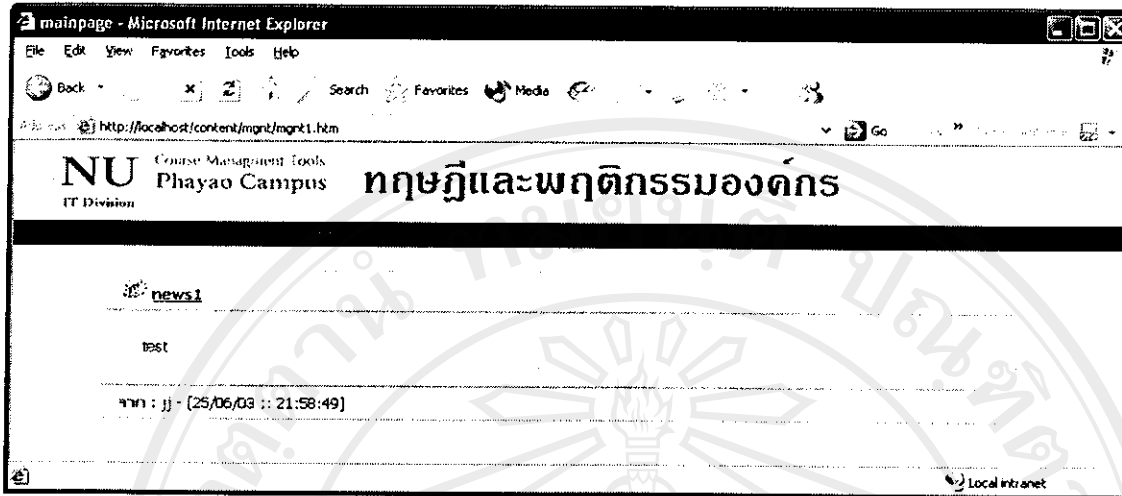 mainpage - Microsoft Internet Explorer
File Edit View Favorites Tools Help
Back Search Favorites Media
http://localhost/content/mgnt/mgnt1.htm Go
NU Course Managment Tools
Phayao Campus
IT Division
ทฤษฎีและพฤติกรรมองค์กร
news1
test
จาก : jj - [25/06/03 :: 21:58:49]
Local intranet